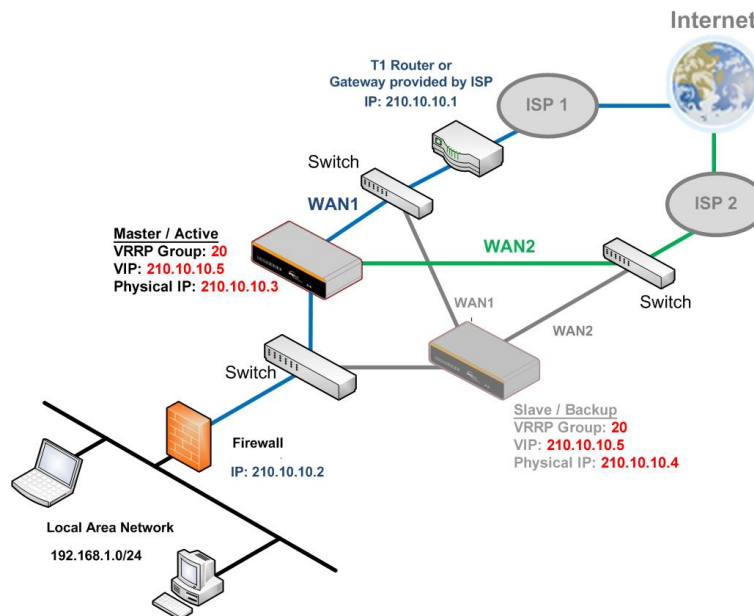 Internet
T1 Router or
Gateway provided by ISP
IP: 210.10.10.1
ISP 1
Switch
WAN1
ISP 2
Master / Active
VRRP Group: 20
VIP: 210.10.10.5
Physical IP: 210.10.10.3
WAN2
Switch
WAN1
WAN2
Switch
Slave / Backup
VRRP Group: 20
VIP: 210.10.10.5
Physical IP: 210.10.10.4
Firewall
IP: 210.10.10.2
Local Area Network
192.168.1.0/24